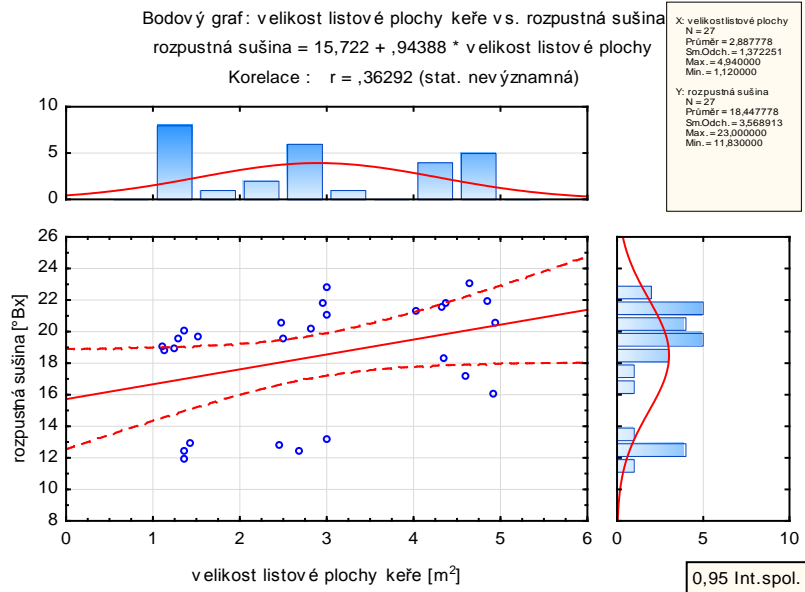 Bodový graf: velikost listové plochy keře vs. rozpustná sušina
rozpustná sušina = 15,722 + ,94388 * velikost listové plochy
Korelace : r = ,36292 (stat. nevýznamná)
X: velikost listové plochy
N = 27
Průměr = 2,887778
Sm.Odch. = 1,372251
Max. = 4,940000
Min. = 1,120000
Y: rozpustná sušina
N = 27
Průměr = 18,447778
Sm.Odch. = 3,568913
Max. = 23,000000
Min. = 11,830000
10
5
0
26
24
22
20
18
16
14
12
10
8
rozpustná sušina [°Bx]
0 1 2 3 4 5 6
0 5 10
velikost listové plochy keře [m²]
0,95 Int.spol.